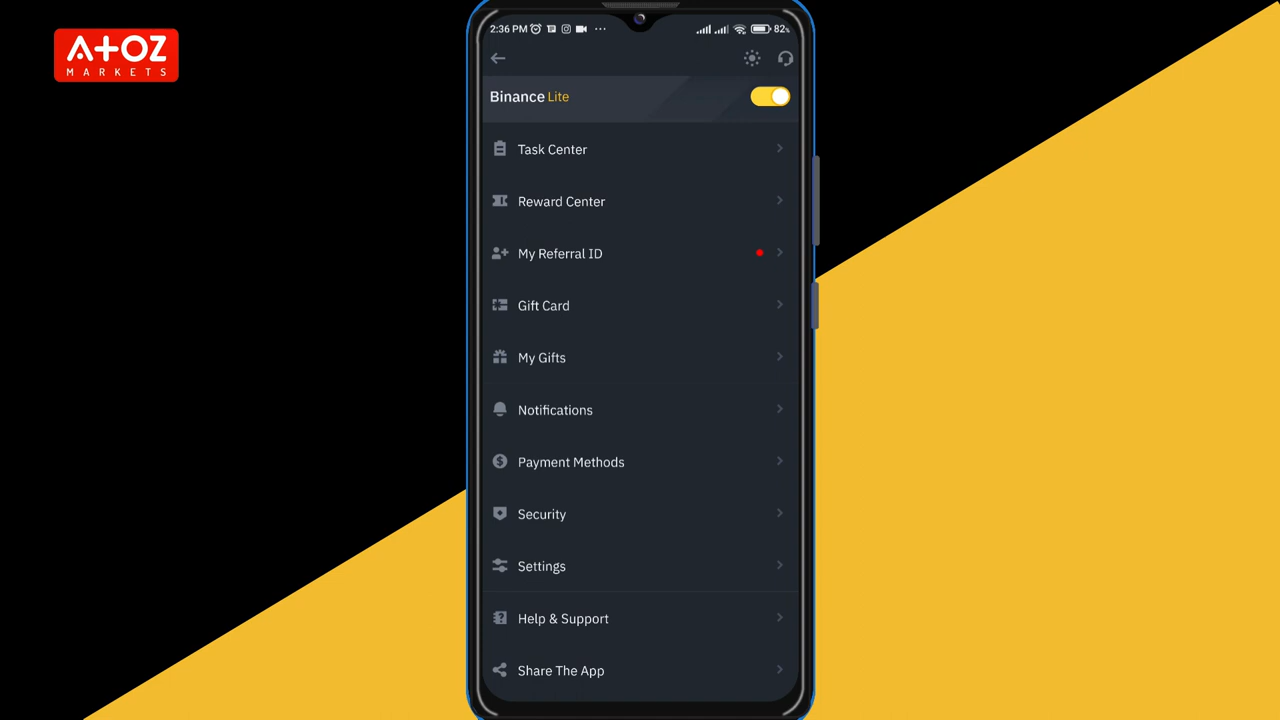 A+OZ
MARKETS
2:36 PM
82%
Binance Lite
Task Center
Reward Center
My Referral ID
Gift Card
My Gifts
Notifications
Payment Methods
Security
Settings
Help & Support
Share The App